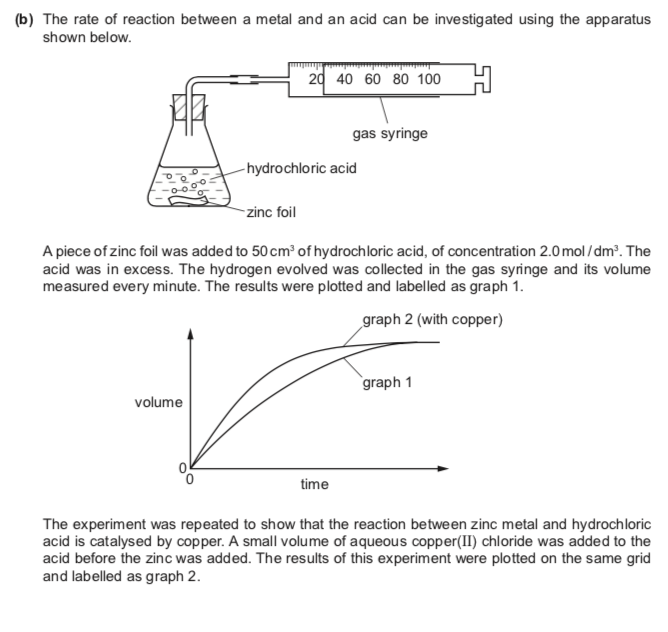 (b) The rate of reaction between a metal and an acid can be investigated using the apparatus
shown below.
20 40 60 80 100
gas syringe
hydrochloric acid
zinc foil
A piece of zinc foil was added to 50 cm³ of hydrochloric acid, of concentration 2.0 mol / dm³. The
acid was in excess. The hydrogen evolved was collected in the gas syringe and its volume
measured every minute. The results were plotted and labelled as graph 1.
graph 2 (with copper)
graph 1
volume
0
0
time
The experiment was repeated to show that the reaction between zinc metal and hydrochloric
acid is catalysed by copper. A small volume of aqueous copper(II) chloride was added to the
acid before the zinc was added. The results of this experiment were plotted on the same grid
and labelled as graph 2.